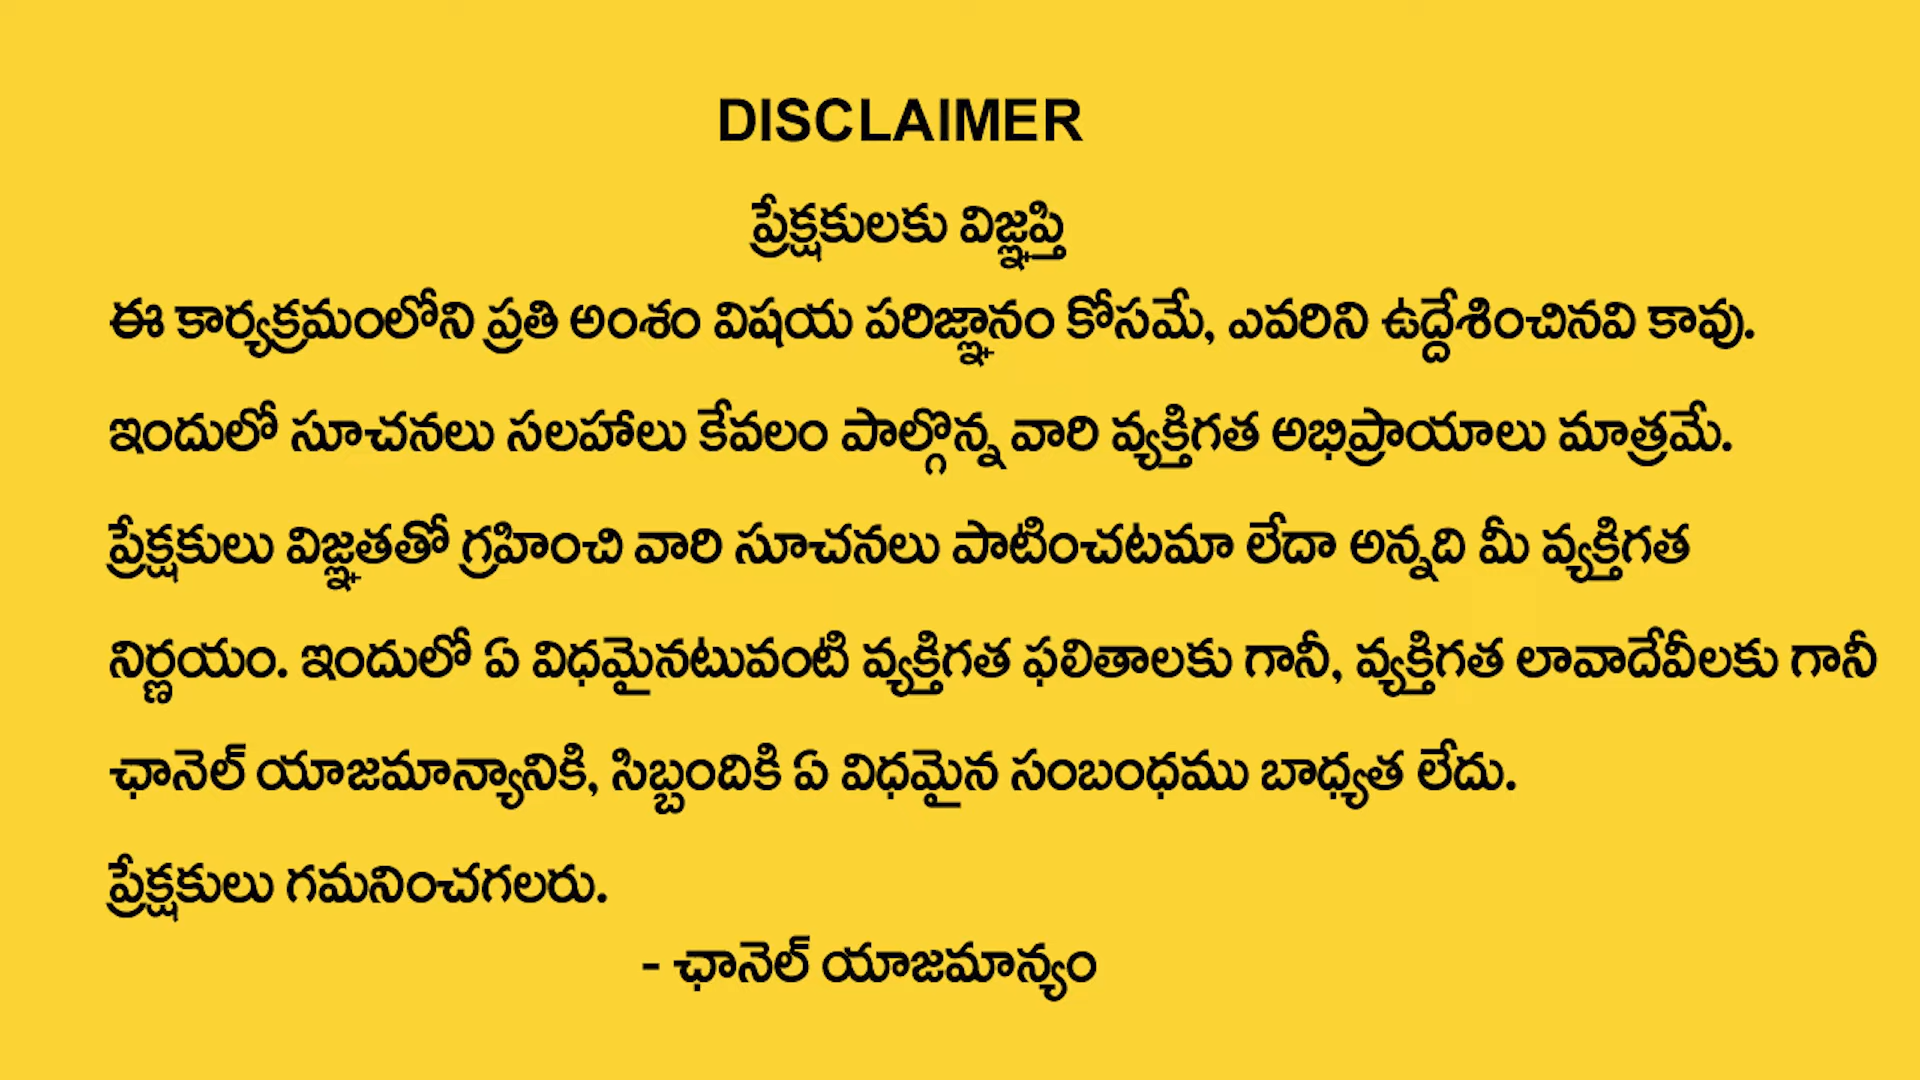 DISCLAIMER
ప్రేక్షకులకు విజ్ఞప్తి
ఈ కార్యక్రమంలోని ప్రతి అంశం విషయ పరిజ్ఞానం కోసమే, ఎవరిని ఉద్దేశించినవి కావు.
ఇందులో సూచనలు సలహాలు కేవలం పాల్గొన్న వారి వ్యక్తిగత అభిప్రాయాలు మాత్రమే.
ప్రేక్షకులు విజ్ఞతతో గ్రహించి వారి సూచనలు పాటించటమా లేదా అన్నది మీ వ్యక్తిగత
నిర్ణయం. ఇందులో ఏ విధమైనటువంటి వ్యక్తిగత ఫలితాలకు గానీ, వ్యక్తిగత లావాదేవీలకు గానీ
ఛానెల్ యాజమాన్యానికి, సిబ్బందికి ఏ విధమైన సంబంధము బాధ్యత లేదు.
ప్రేక్షకులు గమనించగలరు.
- ఛానెల్ యాజమాన్యం